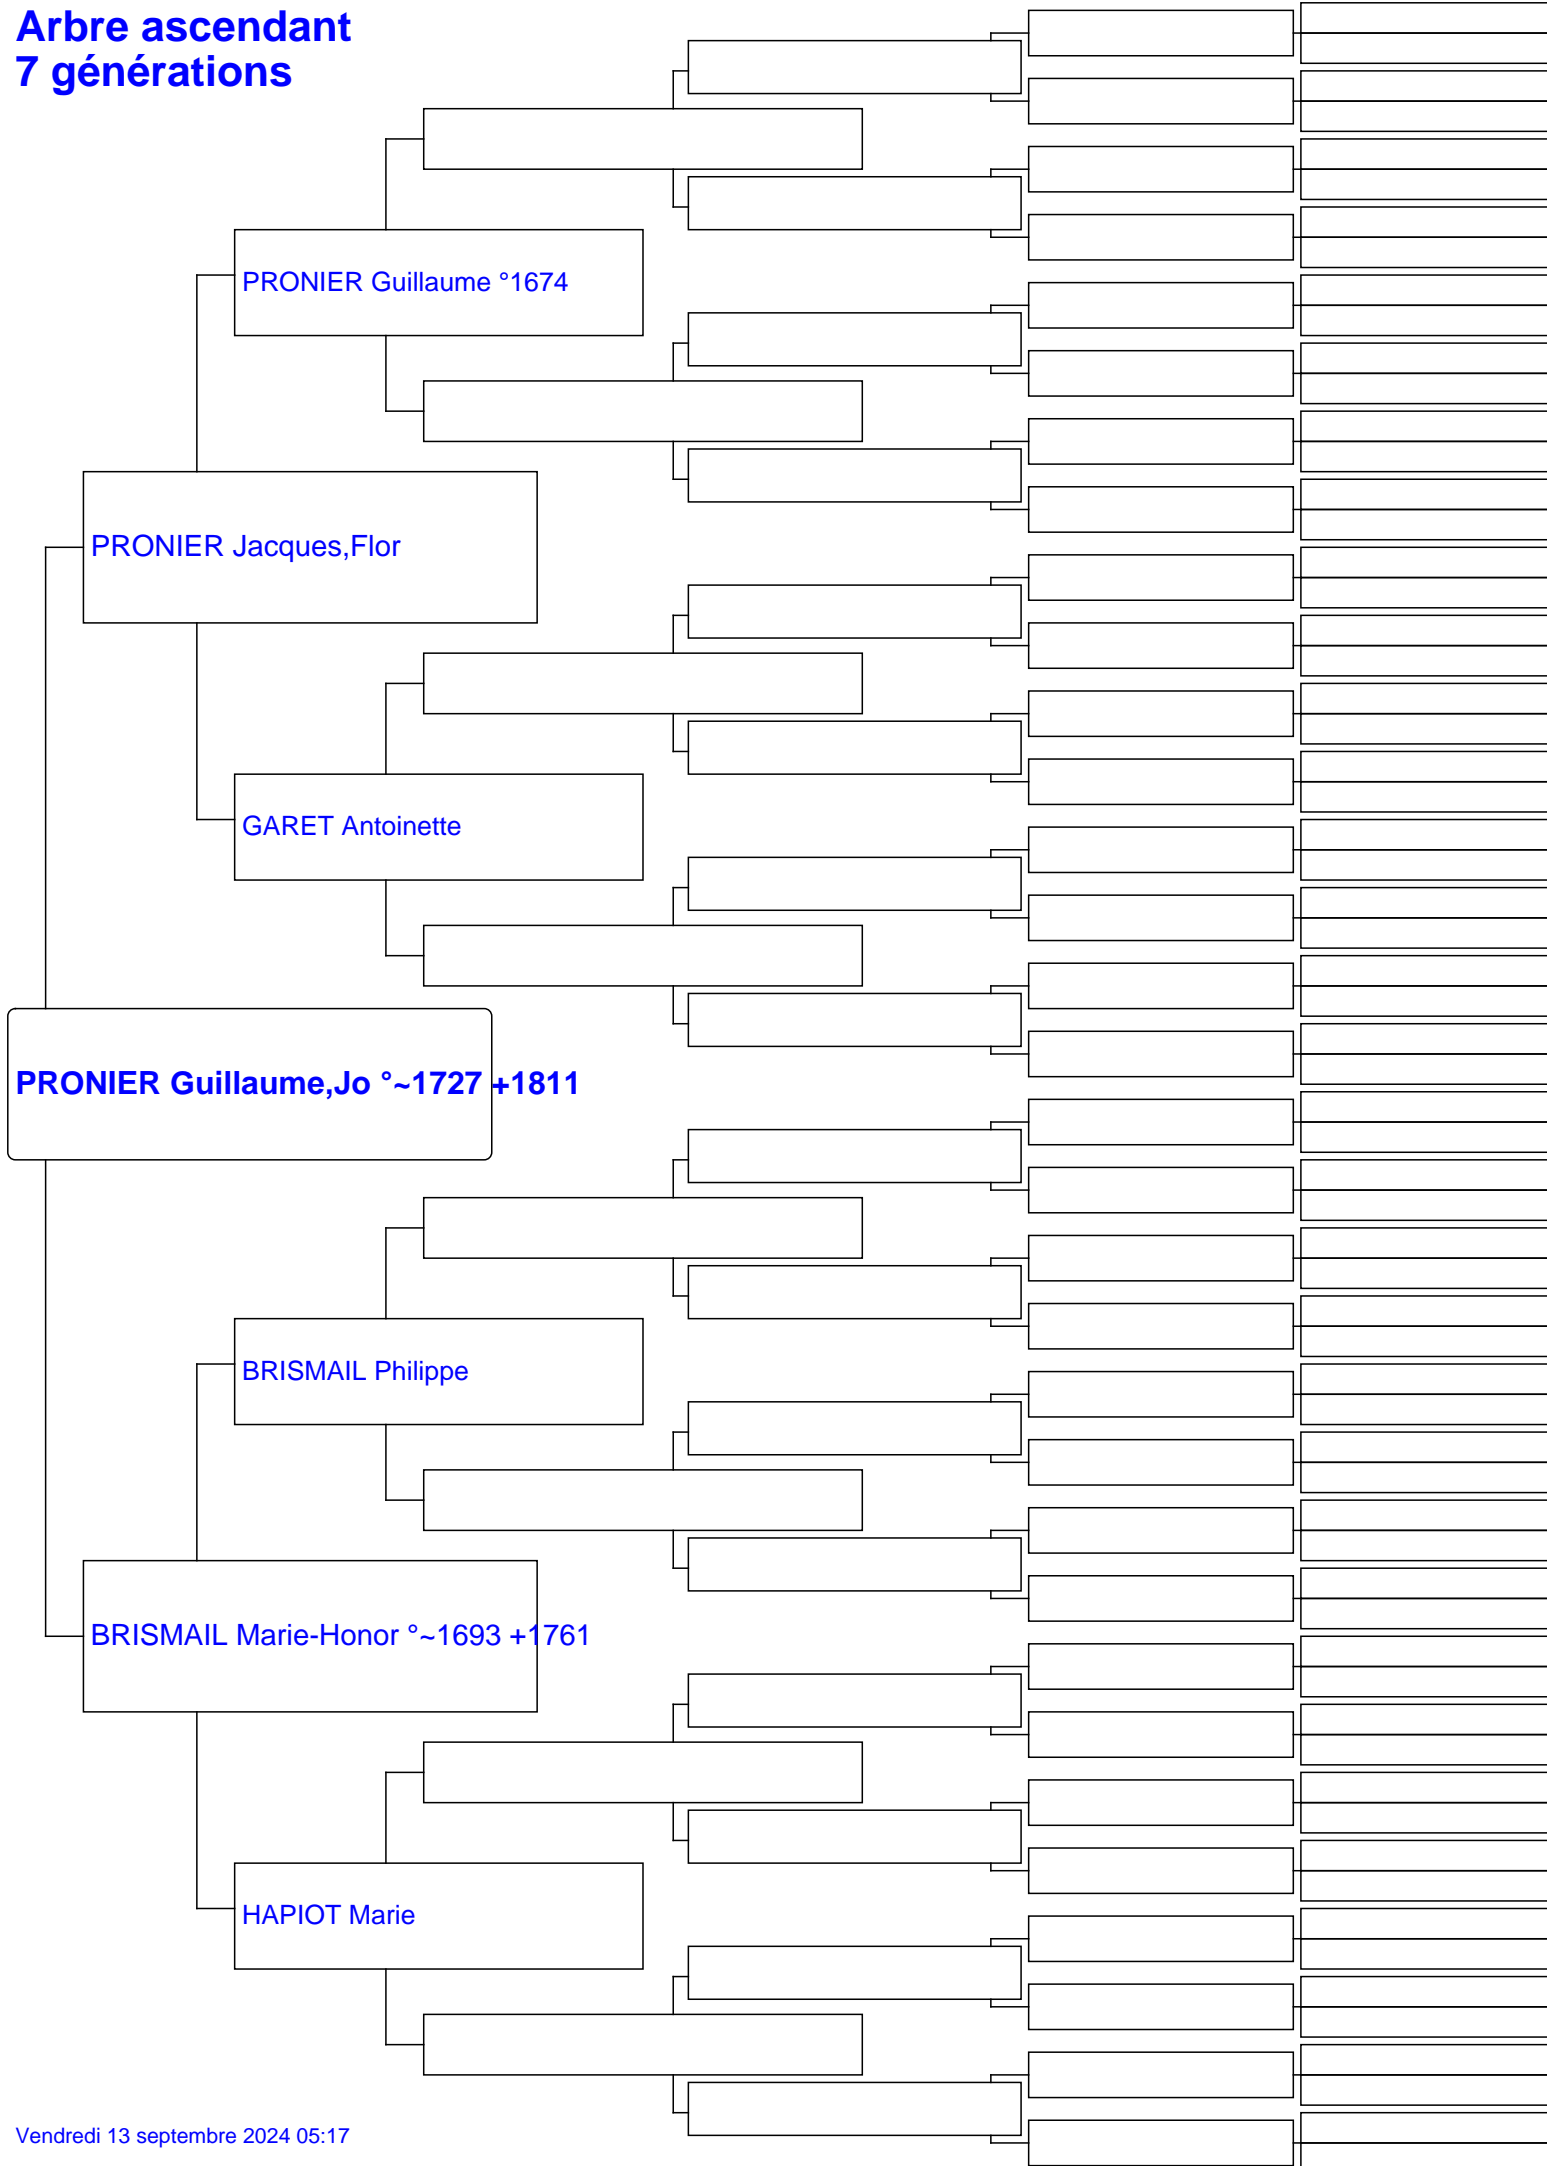 Arbre ascendant
7 générations
PRONIER Guillaume °1674
PRONIER Jacques,Flor
GARET Antoinette
PRONIER Guillaume,Jo °~1727 +1811
BRISMAIL Philippe
BRISMAIL Marie-Honor °~1693 +1761
HAPIOT Marie
Vendredi 13 septembre 2024 05:17